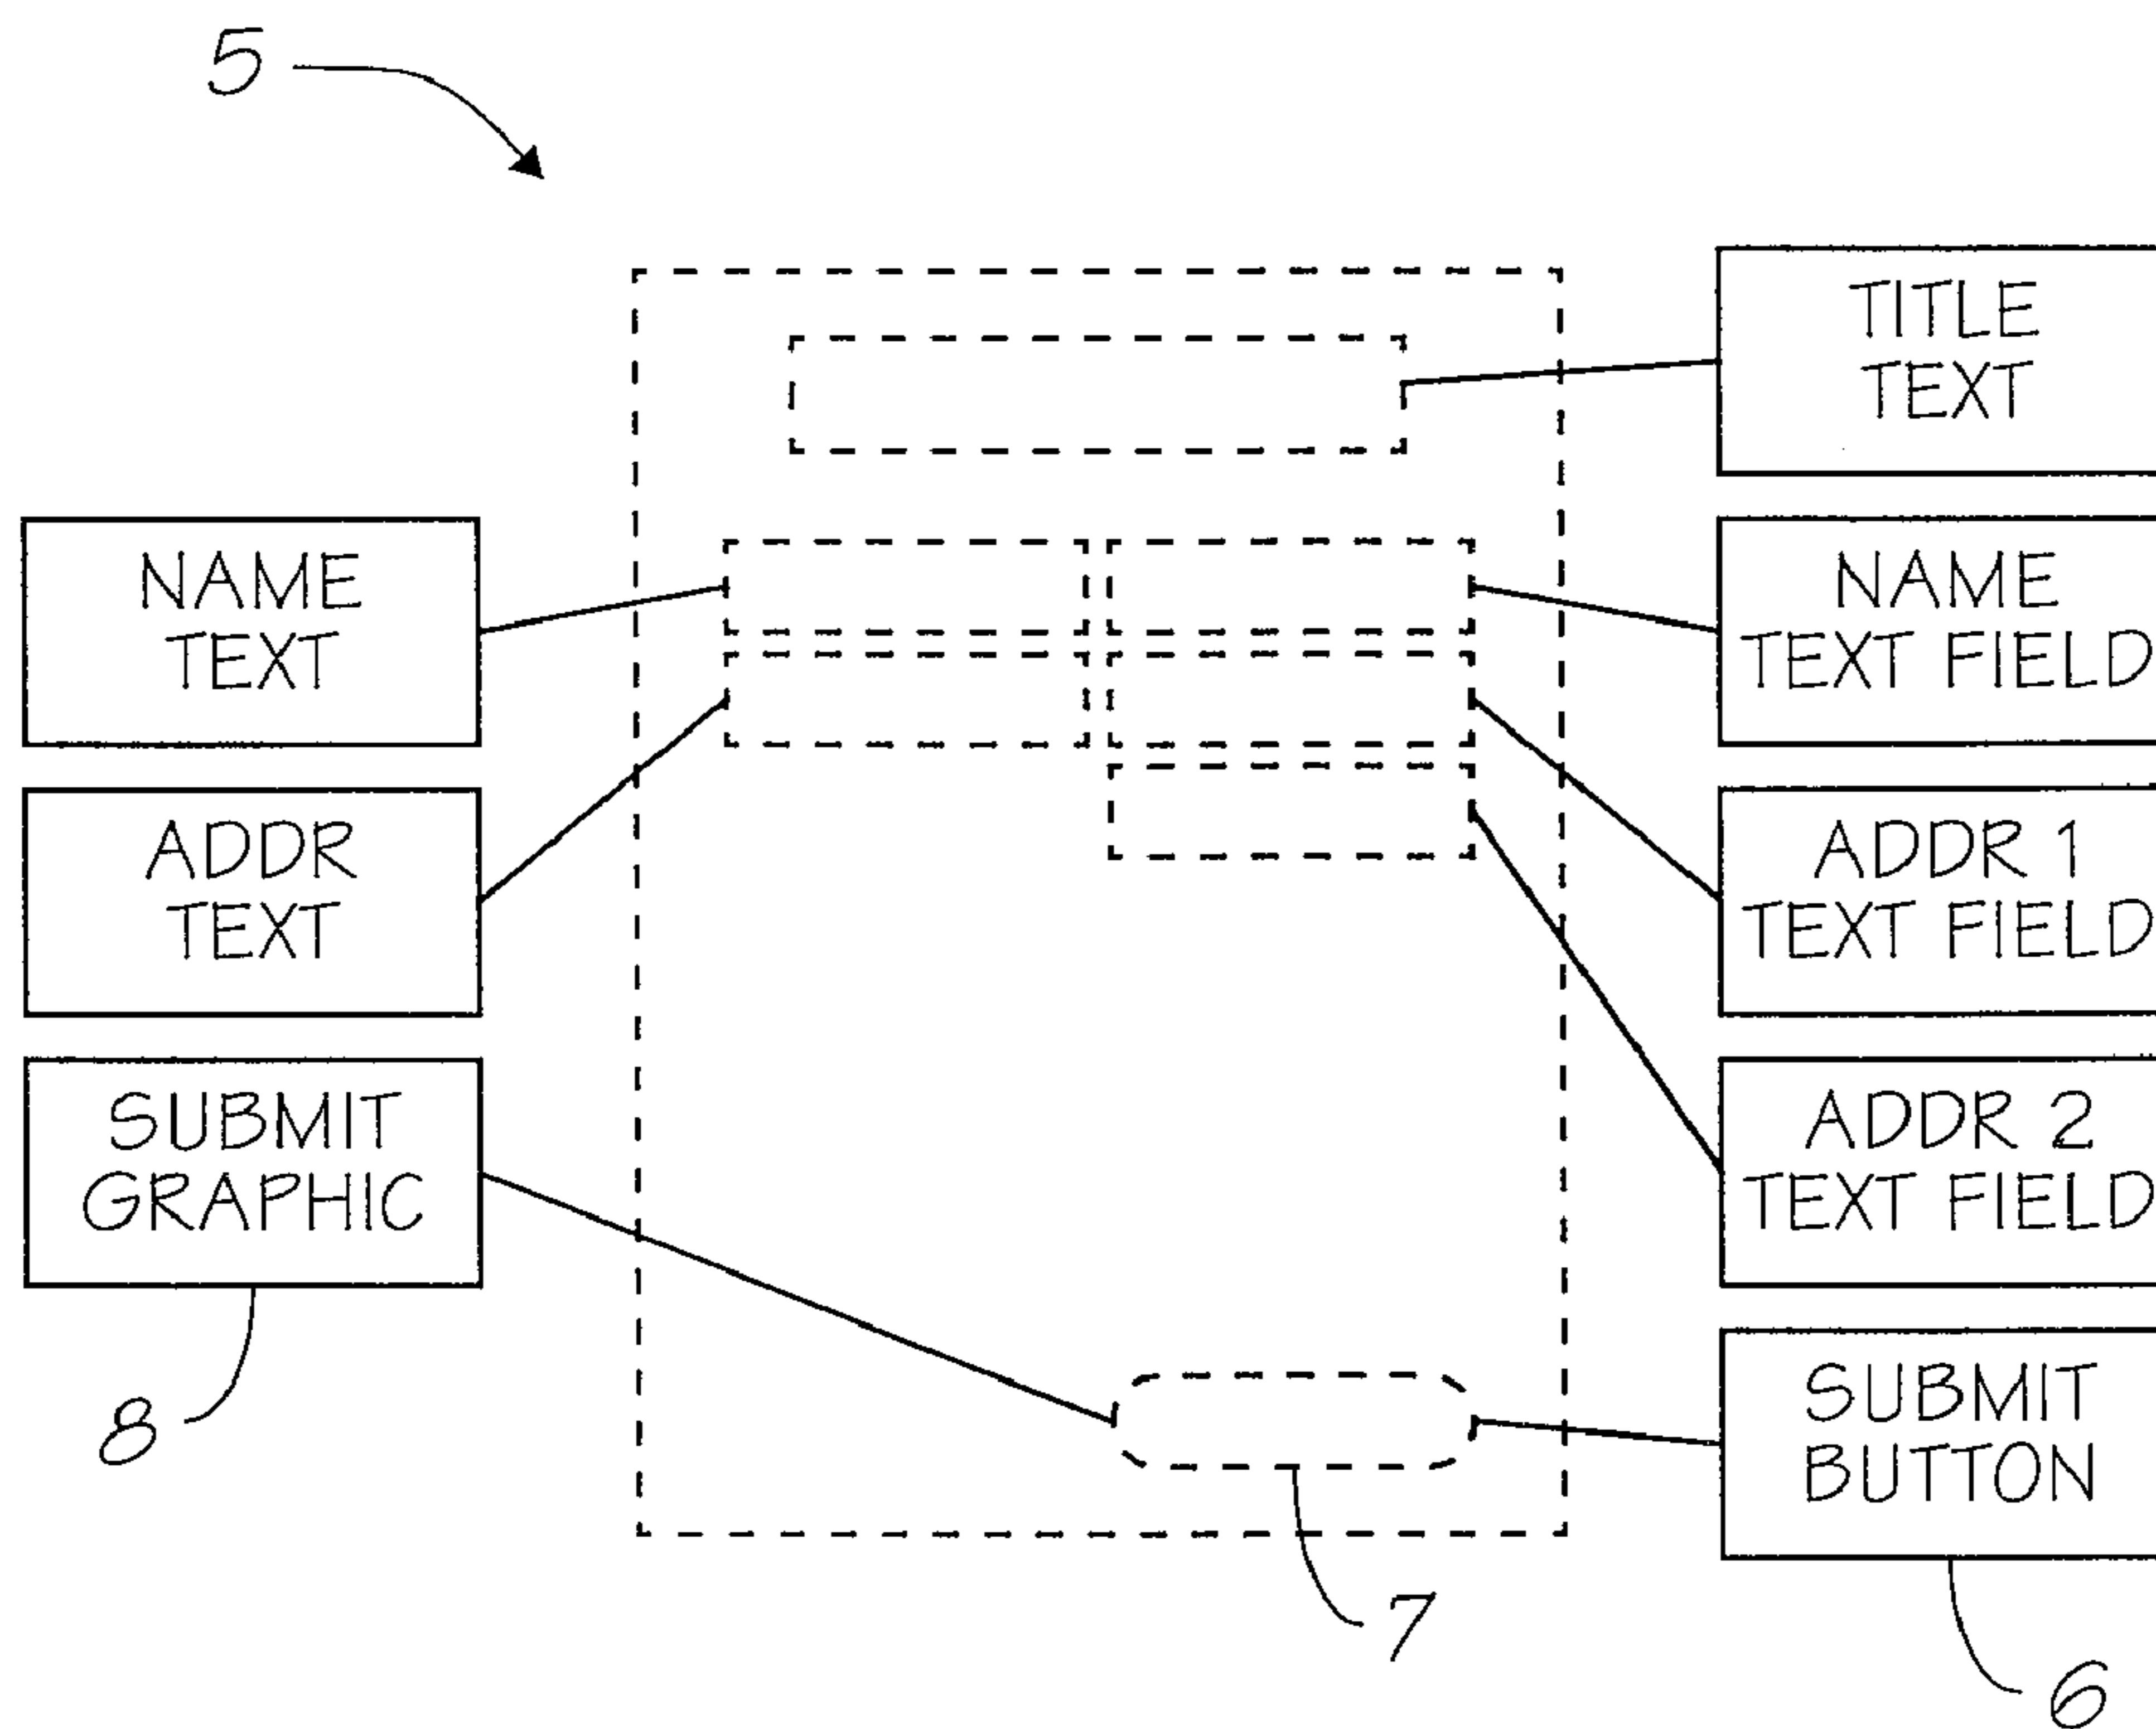 5
TITLE
TEXT
NAME
TEXT
NAME
TEXT FIELD
ADDR
TEXT
ADDR 1
TEXT FIELD
SUBMIT
GRAPHIC
ADDR 2
TEXT FIELD
SUBMIT
BUTTON
8
7
6